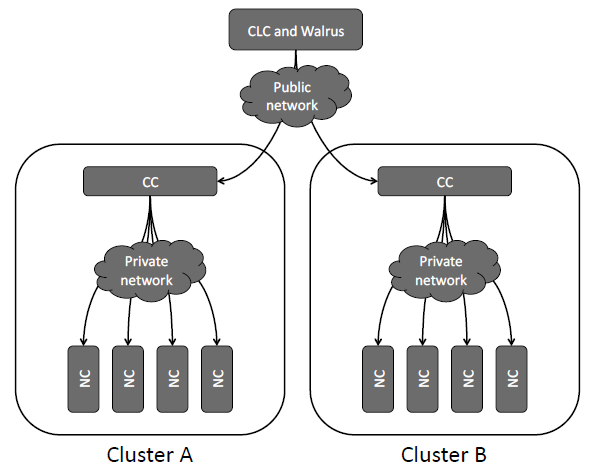 CLC and Walrus
Public
network
CC
CC
Private
network
Private
network
NC
NC
NC
NC
NC
NC
NC
NC
Cluster A
Cluster B